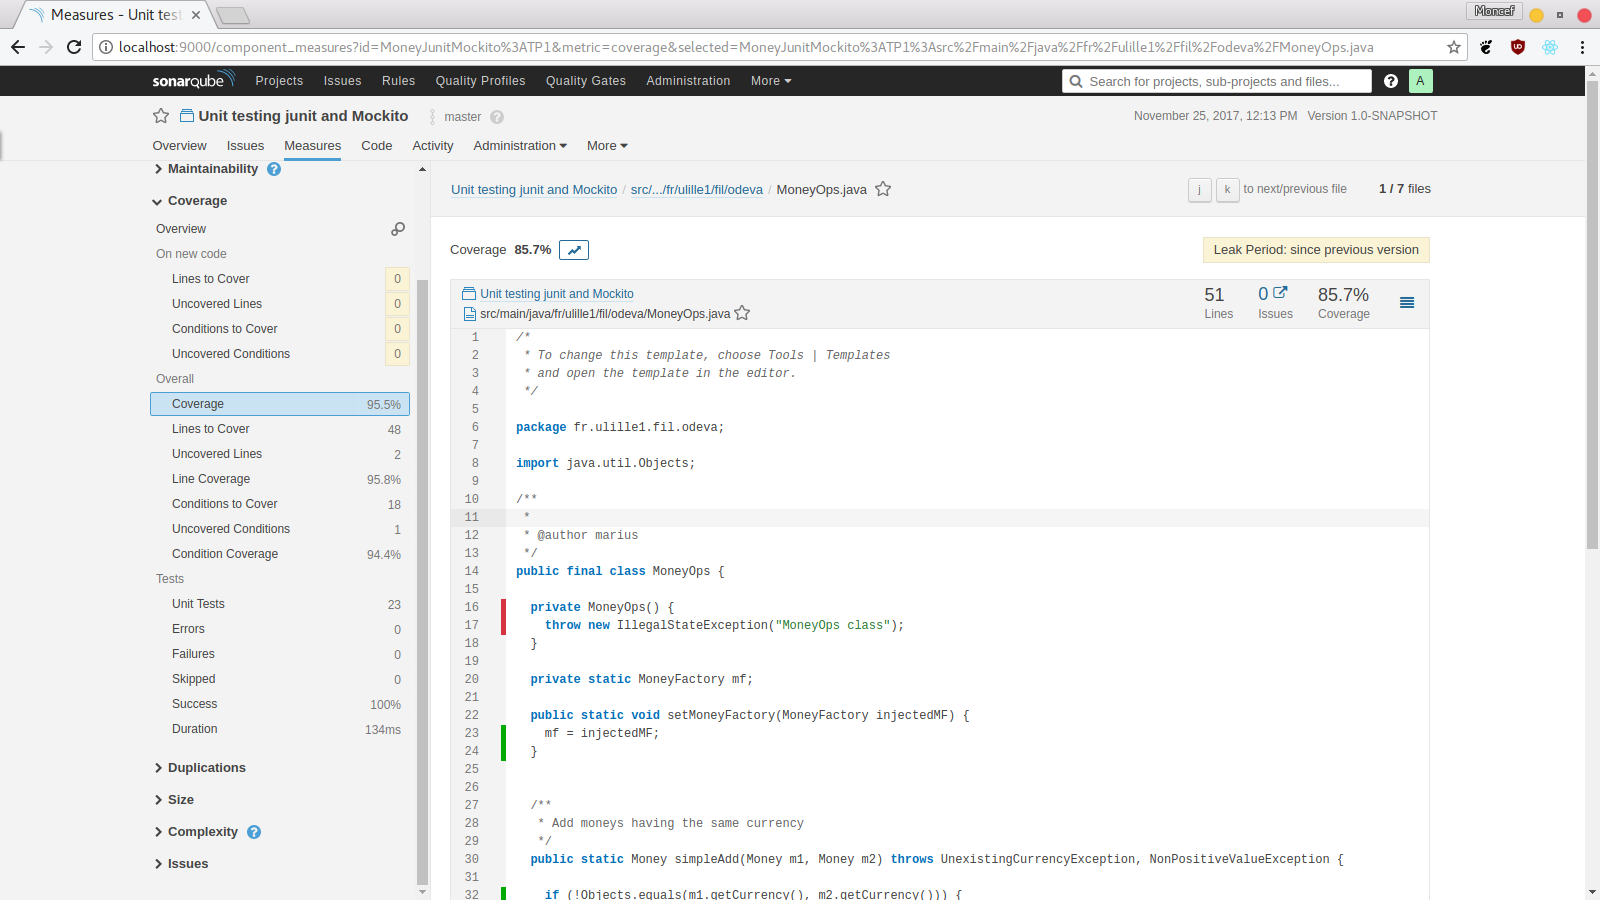 Measures - Unit tes
Moncef
localhost:9000/component_measures?id=MoneyJunitMockito%3ATP1&metric=coverage&selected=MoneyJunitMockito%3ATP1%3Asrc%2Fmain%2Fjava%2Ffr%2Fulille1%2Ffil%2Fodeva%2FMoneyOps.java
sonarqube Projects Issues Rules Quality Profiles Quality Gates Administration More Search for projects, sub-projects and files... ? A
Unit testing junit and Mockito master ? November 25, 2017, 12:13 PM Version 1.0-SNAPSHOT
Overview Issues Measures Code Activity Administration More
Maintainability ?
Coverage
Overview
On new code
Lines to Cover 0
Uncovered Lines 0
Conditions to Cover 0
Uncovered Conditions 0
Overall
Coverage 95.5%
Lines to Cover 48
Uncovered Lines 2
Line Coverage 95.8%
Conditions to Cover 18
Uncovered Conditions 1
Condition Coverage 94.4%
Tests
Unit Tests 23
Errors 0
Failures 0
Skipped 0
Success 100%
Duration 134ms
Duplications
Size
Complexity ?
Issues
Unit testing junit and Mockito / src/.../fr/ulille1/fil/odeva / MoneyOps.java j k to next/previous file 1 / 7 files
Coverage 85.7% Leak Period: since previous version
Unit testing junit and Mockito
src/main/java/fr/ulille1/fil/odeva/MoneyOps.java
51 Lines
0 Issues
85.7% Coverage
1 /*
2 * To change this template, choose Tools | Templates
3 * and open the template in the editor.
4 */
5
6 package fr.ulille1.fil.odeva;
7
8 import java.util.Objects;
9
10 /**
11 *
12 * @author marius
13 */
14 public final class MoneyOps {
15
16 private MoneyOps() {
17 throw new IllegalStateException("MoneyOps class");
18 }
19
20 private static MoneyFactory mf;
21
22 public static void setMoneyFactory(MoneyFactory injectedMF) {
23 mf = injectedMF;
24 }
25
26
27 /**
28 * Add moneys having the same currency
29 */
30 public static Money simpleAdd(Money m1, Money m2) throws UnexistingCurrencyException, NonPositiveValueException {
31
32 if (!Objects.equals(m1.getCurrency(), m2.getCurrency())) {